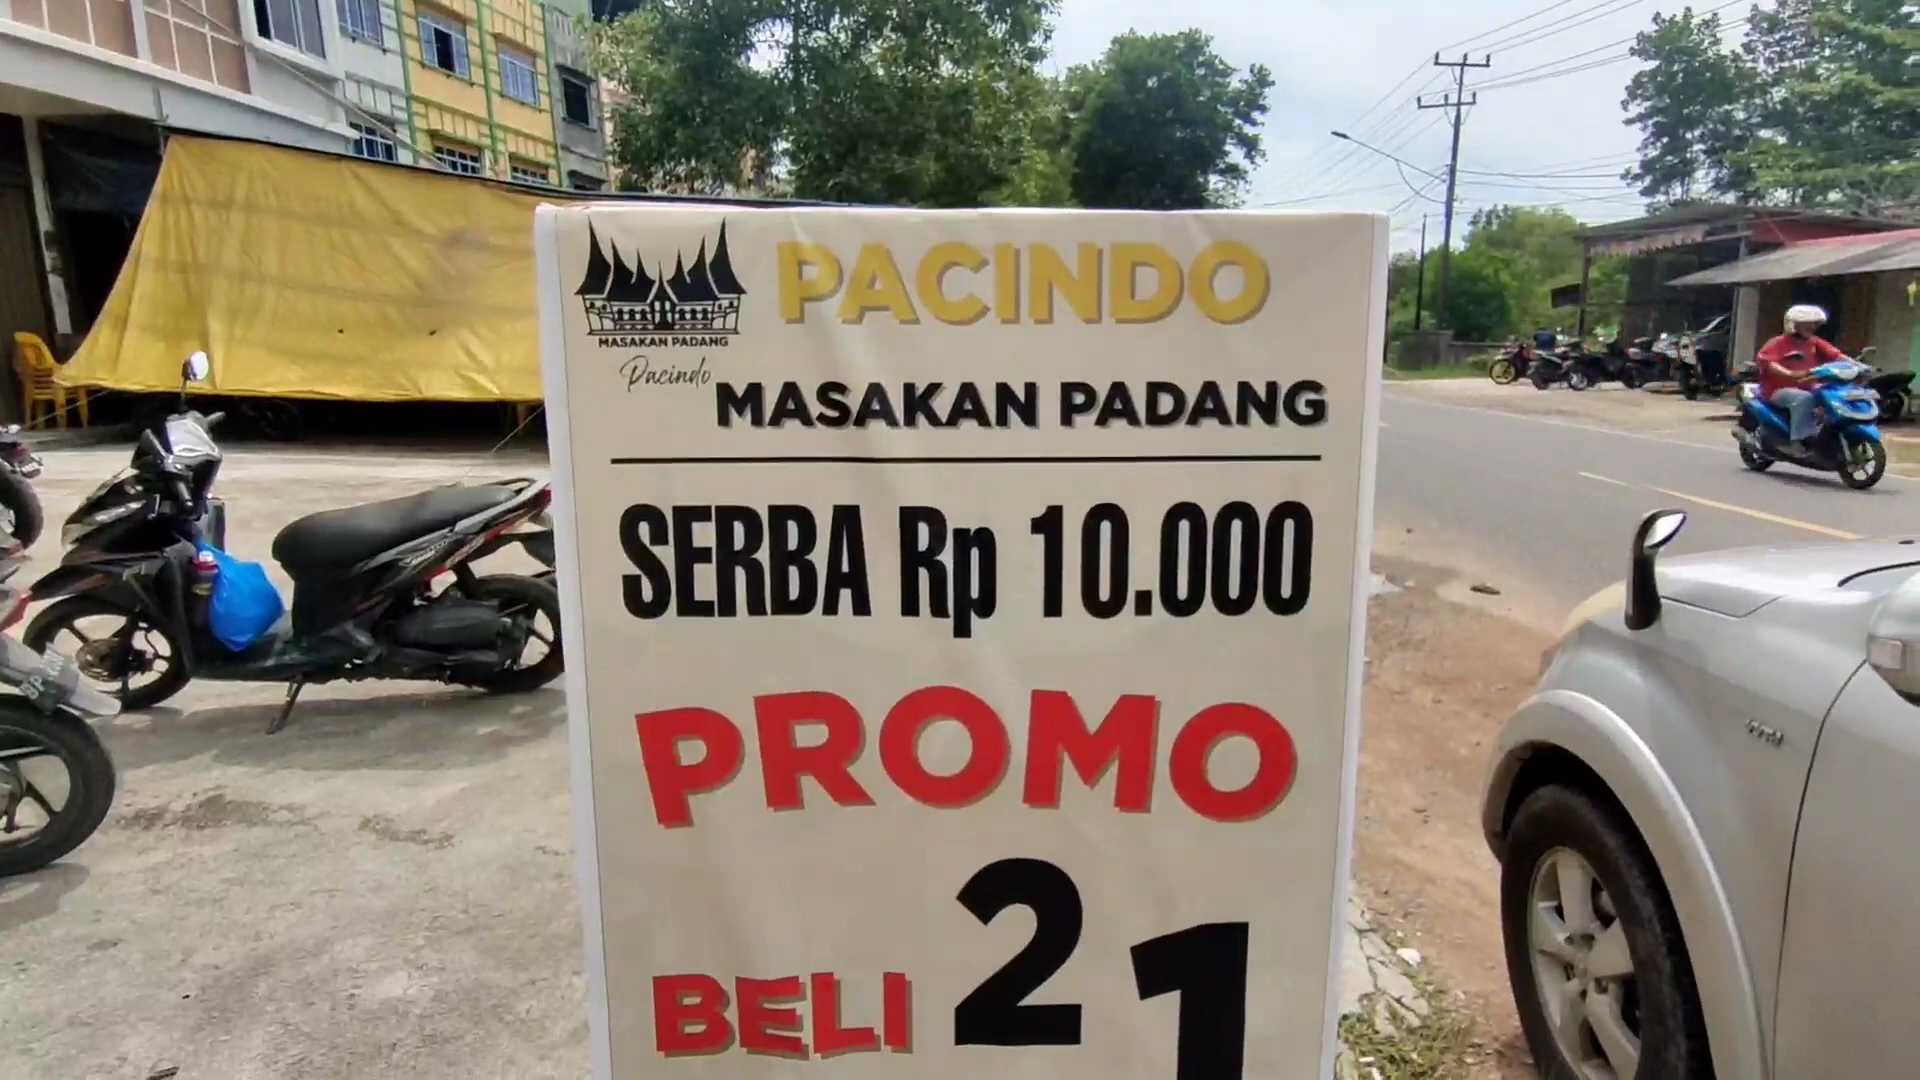 PACINDO
MASAKAN PADANG
Pacindo
MASAKAN PADANG
SERBA Rp 10.000
PROMO
BELI 2
1